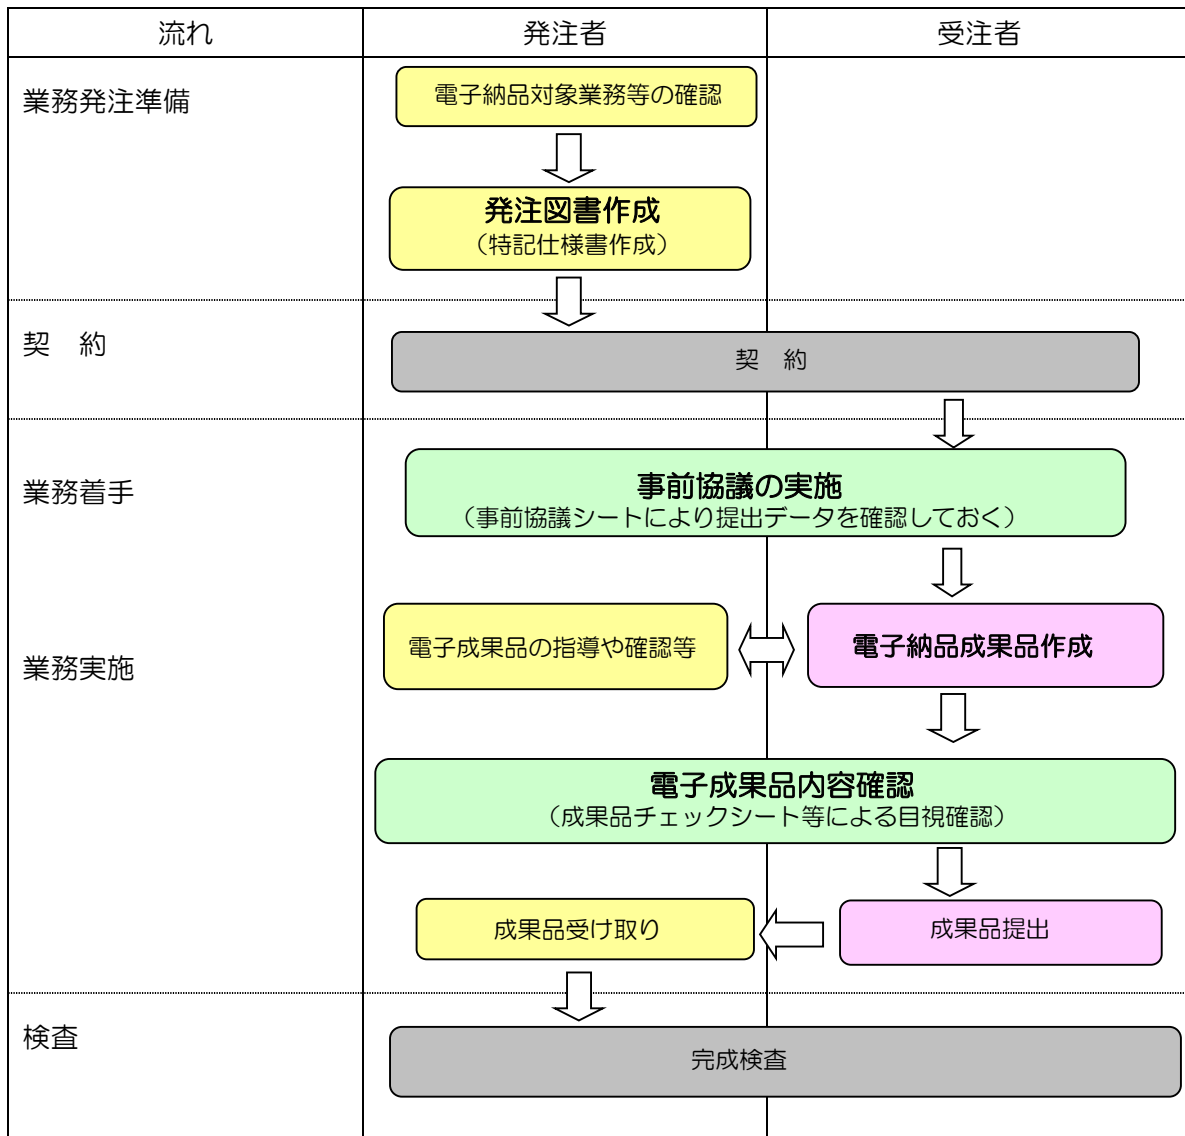 流れ
発注者
受注者
業務発注準備
電子納品対象業務等の確認
発注図書作成
（特記仕様書作成）
契　約
契　約
業務着手
事前協議の実施
（事前協議シートにより提出データを確認しておく）
業務実施
電子成果品の指導や確認等
電子納品成果品作成
電子成果品内容確認
（成果品チェックシート等による目視確認）
成果品受け取り
成果品提出
検査
完成検査